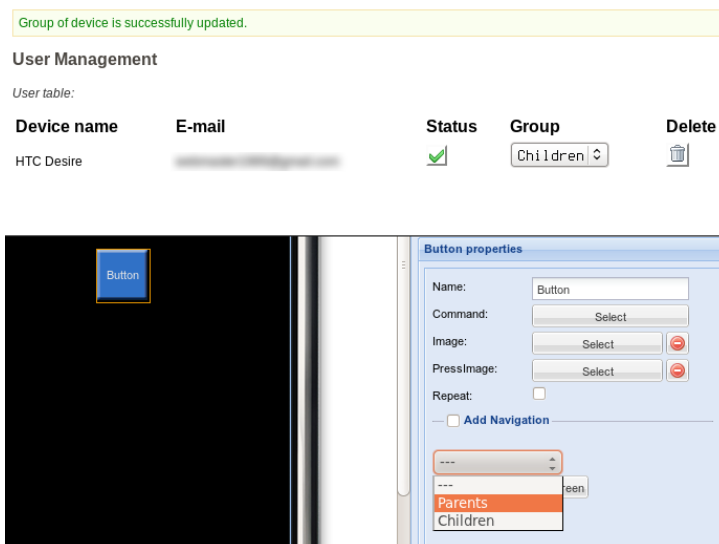 Group of device is successfully updated.
User Management
User table:
Device name E-mail Status Group Delete
HTC Desire Children
Button
Button properties
Name: Button
Command: Select
Image: Select
PressImage: Select
Repeat:
Add Navigation
---
---
Parents
Children